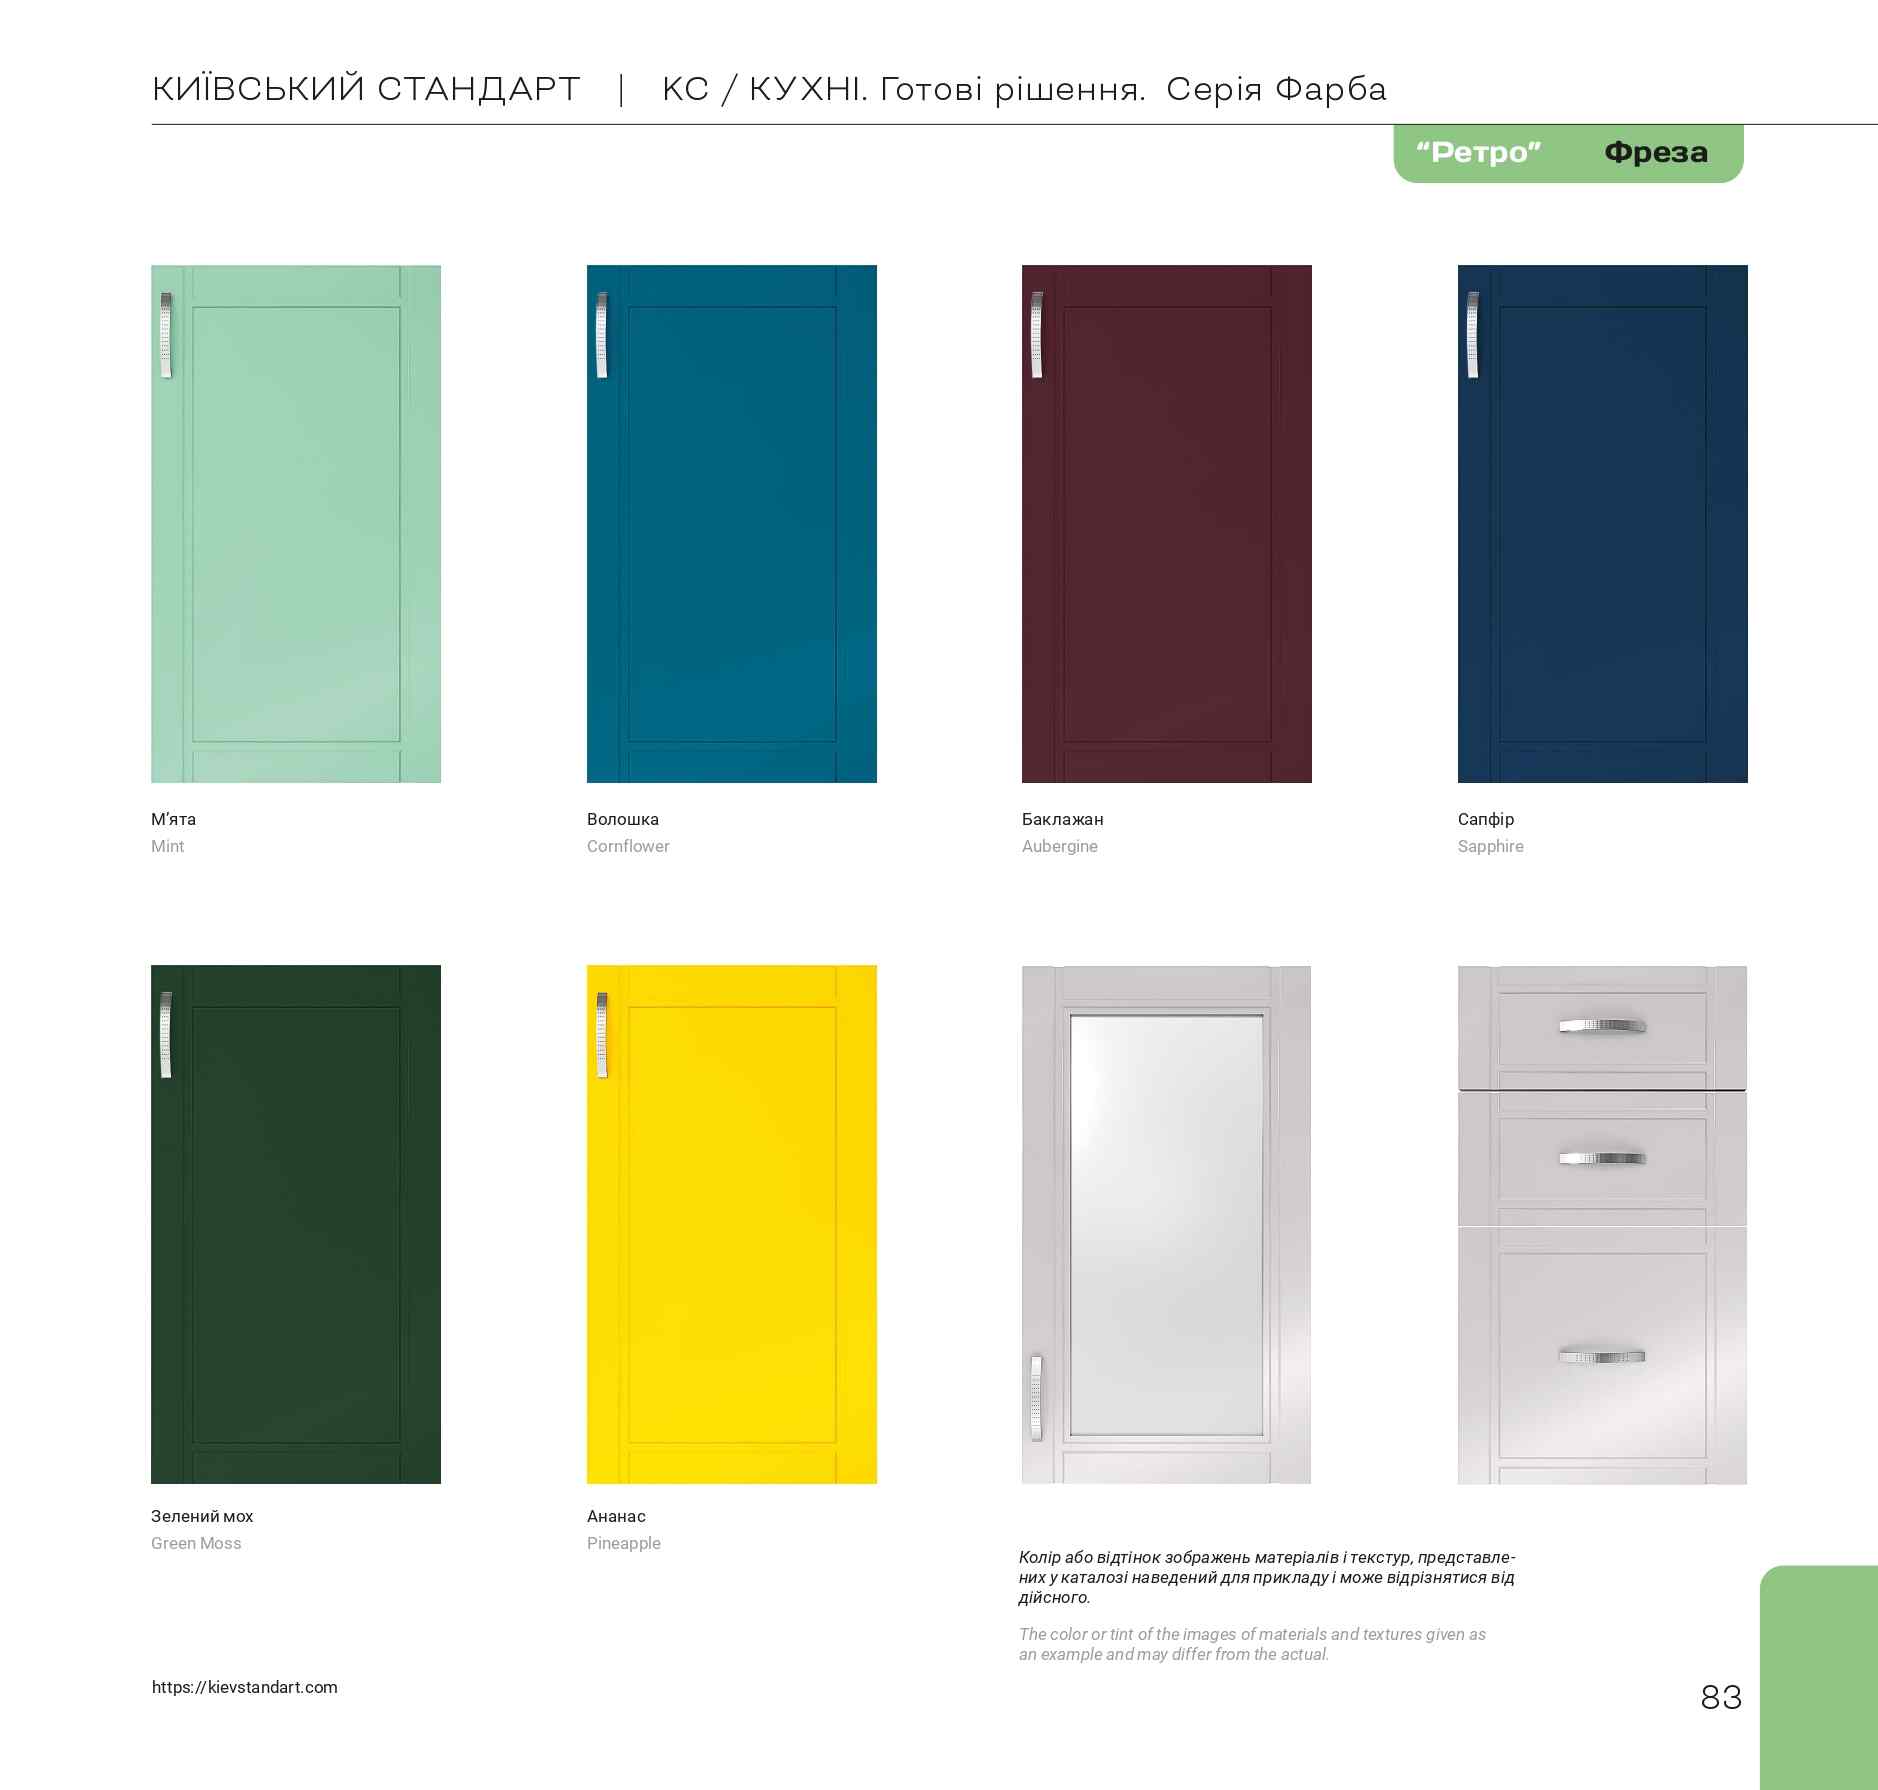 КИЇВСЬКИЙ СТАНДАРТ | КС / КУХНІ. Готові рішення. Серія Фарба
“Ретро” Фреза
М’ята
Mint
Волошка
Cornflower
Баклажан
Aubergine
Сапфір
Sapphire
Зелений мох
Green Moss
Ананас
Pineapple
Колір або відтінок зображень матеріалів і текстур, представле-
них у каталозі наведений для прикладу і може відрізнятися від
дійсного.
The color or tint of the images of materials and textures given as
an example and may differ from the actual.
https://kievstandart.com
83